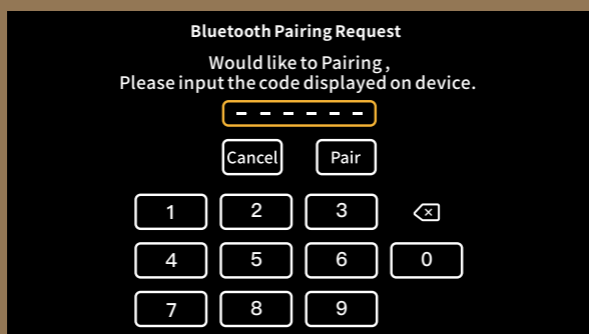 Bluetooth Pairing Request
Would like to Pairing ,
Please input the code displayed on device.
– – – – – –
Cancel Pair
1 2 3
4 5 6 0
7 8 9